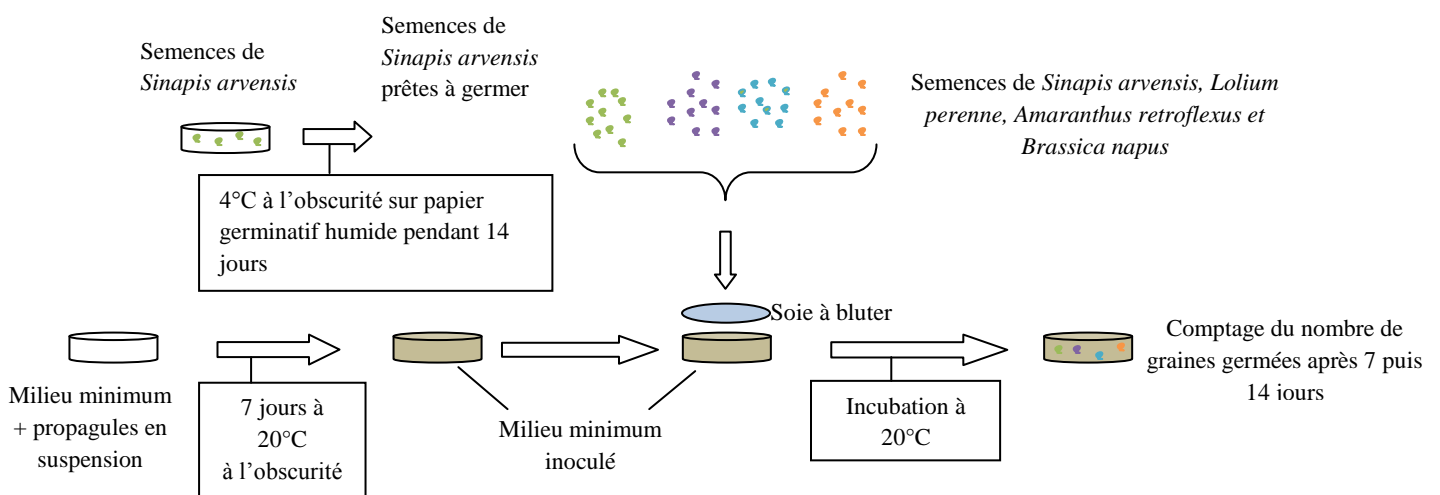 Semences de
Sinapis arvensis
Semences de
Sinapis arvensis
prêtes à germer
Semences de Sinapis arvensis, Lolium
perenne, Amaranthus retroflexus et
Brassica napus
4°C à l'obscurité sur papier
germinatif humide pendant 14
jours
Soie à bluter
Milieu minimum
+ propagules en
suspension
7 jours à
20°C
à l'obscurité
Milieu minimum
inoculé
Incubation à
20°C
Comptage du nombre de
graines germées après 7 puis
14 jours